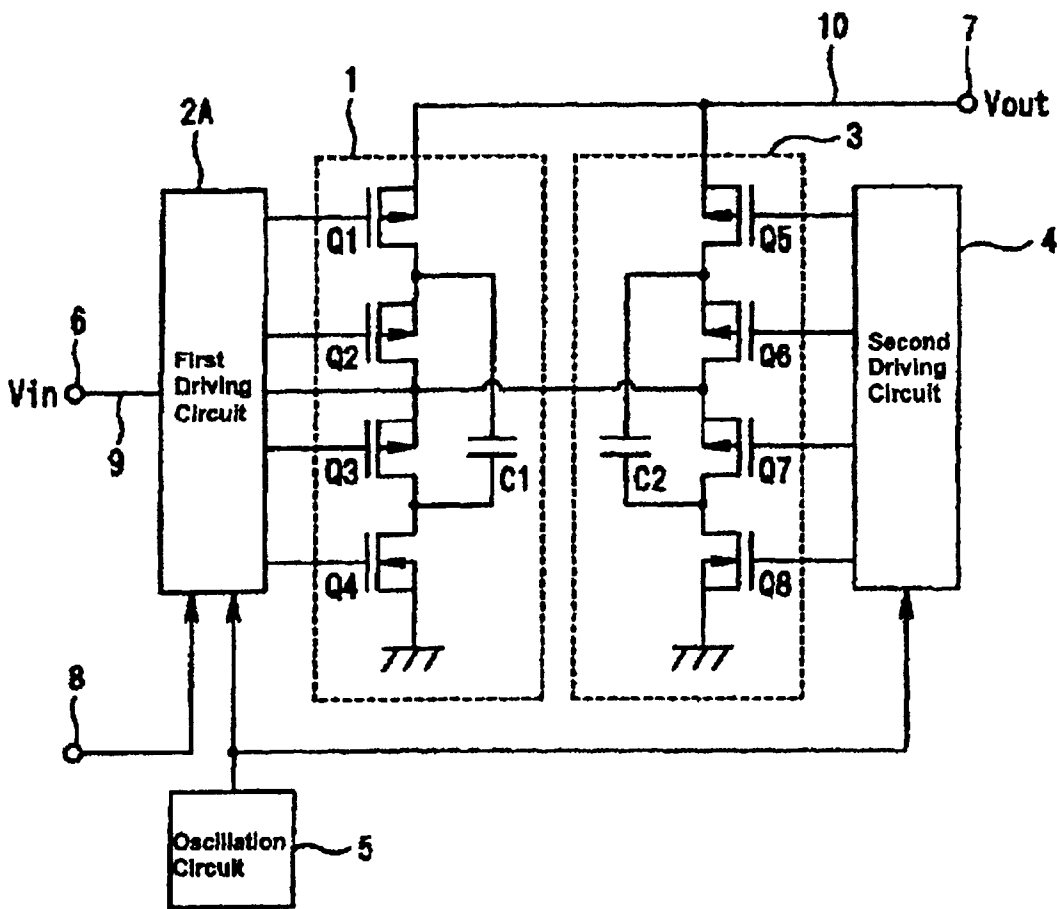 10
7
Vout
1
3
2A
Q1
Q5
4
6
Vin
9
First
Driving
Circuit
Q2
Q6
Second
Driving
Circuit
Q3
C1
C2
Q7
Q4
Q8
8
Oscillation
Circuit
5